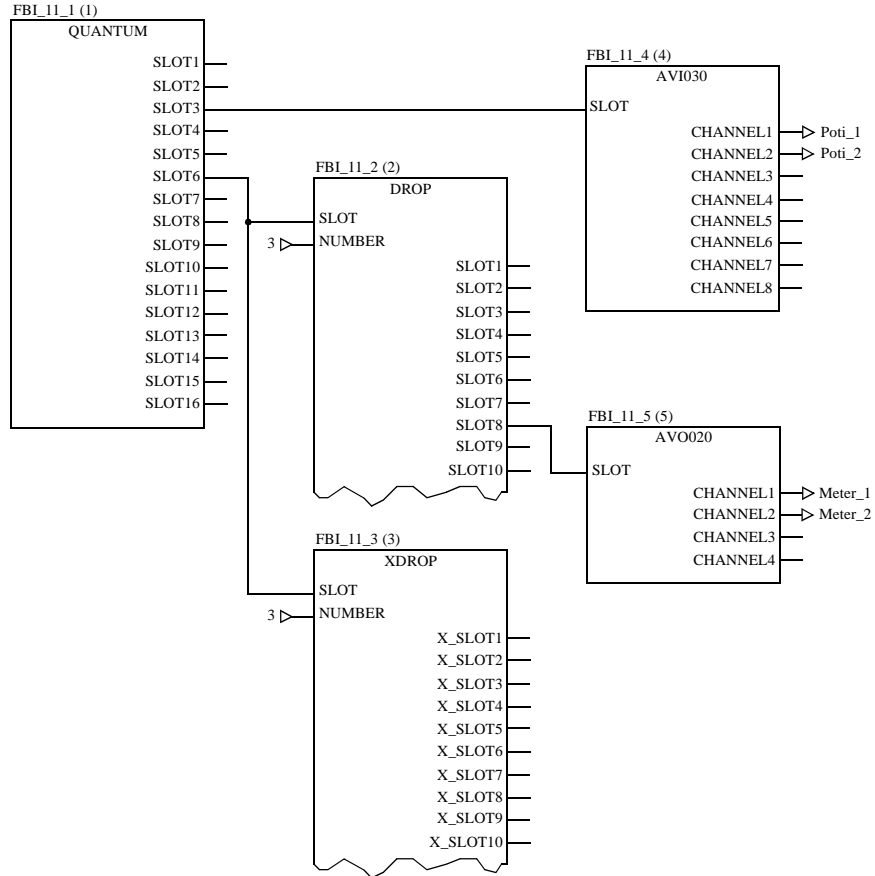 FBI_11_1 (1)
QUANTUM
SLOT1
SLOT2
SLOT3
SLOT4
SLOT5
SLOT6
SLOT7
SLOT8
SLOT9
SLOT10
SLOT11
SLOT12
SLOT13
SLOT14
SLOT15
SLOT16
FBI_11_4 (4)
AVI030
SLOT
CHANNEL1 Poti_1
CHANNEL2 Poti_2
CHANNEL3
CHANNEL4
CHANNEL5
CHANNEL6
CHANNEL7
CHANNEL8
FBI_11_2 (2)
DROP
SLOT
3 NUMBER
SLOT1
SLOT2
SLOT3
SLOT4
SLOT5
SLOT6
SLOT7
SLOT8
SLOT9
SLOT10
FBI_11_5 (5)
AVO020
SLOT
CHANNEL1 Meter_1
CHANNEL2 Meter_2
CHANNEL3
CHANNEL4
FBI_11_3 (3)
XDROP
SLOT
3 NUMBER
X_SLOT1
X_SLOT2
X_SLOT3
X_SLOT4
X_SLOT5
X_SLOT6
X_SLOT7
X_SLOT8
X_SLOT9
X_SLOT10